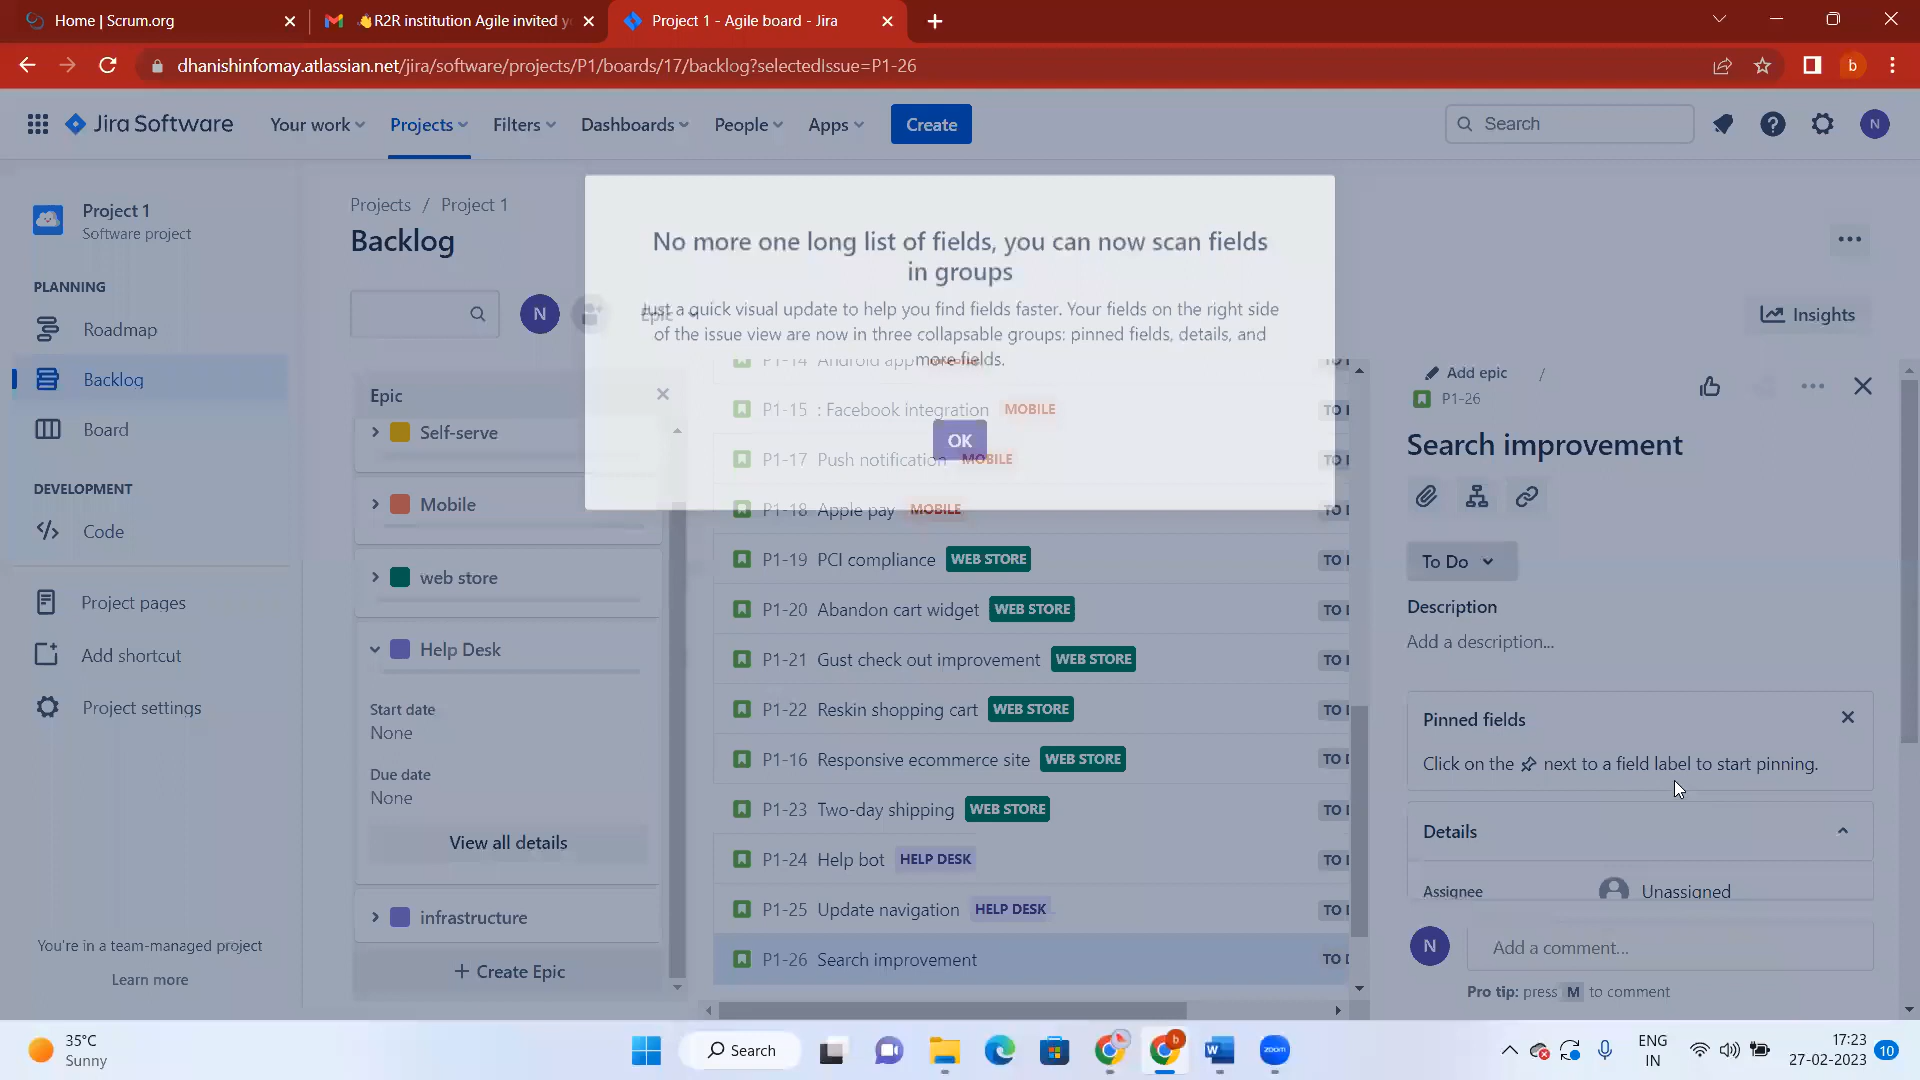 Home | Scrum.org
👋R2R institution Agile invited y
Project 1 - Agile board - Jira
dhanishinfomay.atlassian.net/jira/software/projects/P1/boards/17/backlog?selectedIssue=P1-26
b
Jira Software
Your work
Projects
Filters
Dashboards
People
Apps
Create
Search
N
Project 1
Software project
PLANNING
Roadmap
Backlog
Board
DEVELOPMENT
Code
Project pages
Add shortcut
Project settings
You're in a team-managed project
Learn more
Projects / Project 1
Backlog
N
Epic
Insights
No more one long list of fields, you can now scan fields
in groups
Just a quick visual update to help you find fields faster. Your fields on the right side
of the issue view are now in three collapsable groups: pinned fields, details, and
more fields.
OK
Epic
Self-serve
Mobile
web store
Help Desk
Start date
None
Due date
None
View all details
infrastructure
+ Create Epic
P1-14 Android app
P1-15 : Facebook integration MOBILE TO
P1-17 Push notification MOBILE TO
P1-18 Apple pay MOBILE TO
P1-19 PCI compliance WEB STORE TO
P1-20 Abandon cart widget WEB STORE TO
P1-21 Gust check out improvement WEB STORE TO
P1-22 Reskin shopping cart WEB STORE TO
P1-16 Responsive ecommerce site WEB STORE TO
P1-23 Two-day shipping WEB STORE TO
P1-24 Help bot HELP DESK TO
P1-25 Update navigation HELP DESK TO
P1-26 Search improvement TO
Add epic /
P1-26
Search improvement
To Do
Description
Add a description...
Pinned fields
Click on the next to a field label to start pinning.
Details
Assignee Unassigned
N
Add a comment...
Pro tip: press M to comment
35°C
Sunny
Search
b
zoom
ENG
IN
17:23
27-02-2023
10